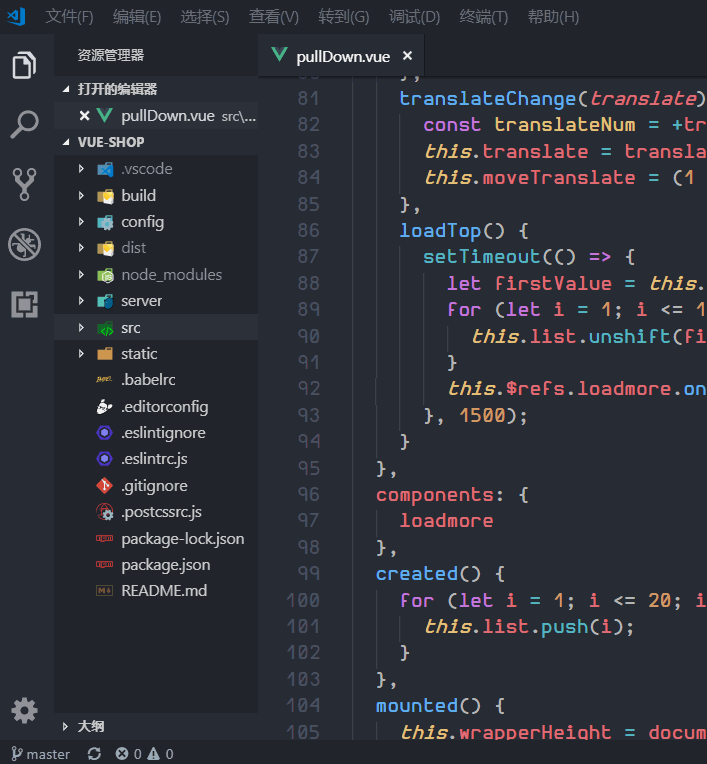 文件(F) 编辑(E) 选择(S) 查看(V) 转到(G) 调试(D) 终端(T) 帮助(H)
资源管理器
打开的编辑器
pullDown.vue src\...
VUE-SHOP
.vscode
build
config
dist
node_modules
server
src
static
.babelrc
.editorconfig
.eslintignore
.eslintrc.js
.gitignore
.postcssrc.js
package-lock.json
package.json
README.md
大纲
pullDown.vue
81 translateChange(translate)
82 const translateNum = +tr
83 this.translate = transla
84 this.moveTranslate = (1
85 },
86 loadTop() {
87 setTimeout(() => {
88 let firstValue = this.
89 for (let i = 1; i <= 1
90 this.list.unshift(fi
91 }
92 this.$refs.loadmore.on
93 }, 1500);
94 }
95 },
96 components: {
97 loadmore
98 },
99 created() {
100 for (let i = 1; i <= 20; i
101 this.list.push(i);
102 }
103 },
104 mounted() {
105 this.wrapperHeight = docum
master 0 0